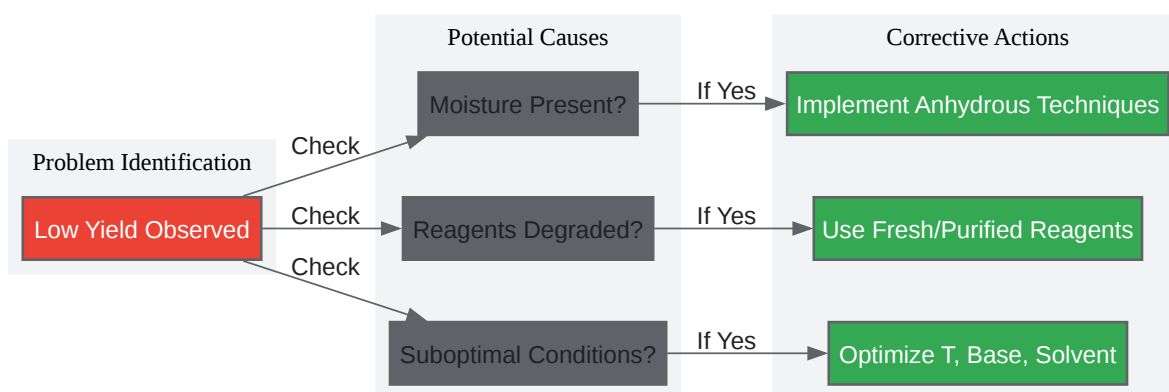 Potential Causes
Corrective Actions
Moisture Present?
If Yes
Implement Anhydrous Techniques
Problem Identification
Check
Low Yield Observed
Check
Reagents Degraded?
If Yes
Use Fresh/Purified Reagents
Check
Suboptimal Conditions?
If Yes
Optimize T, Base, Solvent